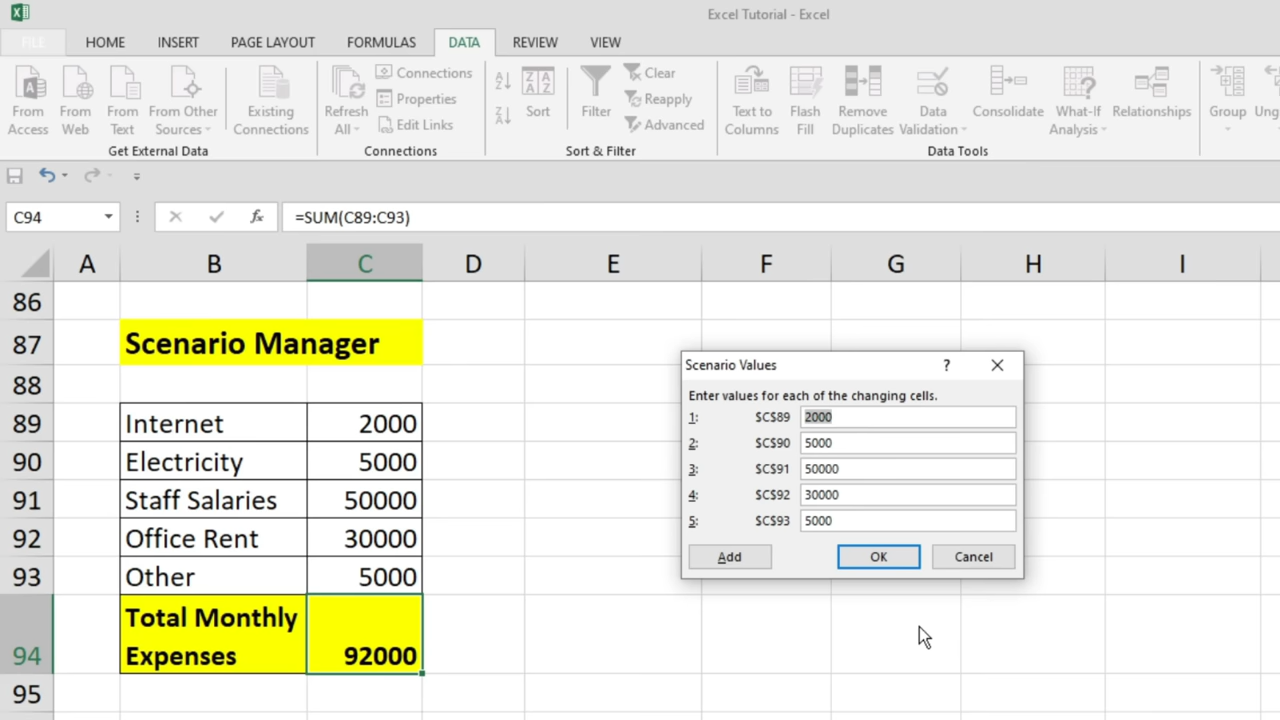 Excel Tutorial - Excel
FILE HOME INSERT PAGE LAYOUT FORMULAS DATA REVIEW VIEW
From Access
From Web
From Text
From Other Sources
Existing Connections
Get External Data
Refresh All
Connections
Properties
Edit Links
Connections
Sort
Filter
Clear
Reapply
Advanced
Sort & Filter
Text to Columns
Flash Fill
Remove Duplicates
Data Validation
Consolidate
What-If Analysis
Relationships
Data Tools
Group
Ung
C94 fx =SUM(C89:C93)
A B C D E F G H I
86
87 Scenario Manager
88
89 Internet 2000
90 Electricity 5000
91 Staff Salaries 50000
92 Office Rent 30000
93 Other 5000
Total Monthly
94 Expenses 92000
95
Scenario Values ?
Enter values for each of the changing cells.
1: $C$89 2000
2: $C$90 5000
3: $C$91 50000
4: $C$92 30000
5: $C$93 5000
Add OK Cancel